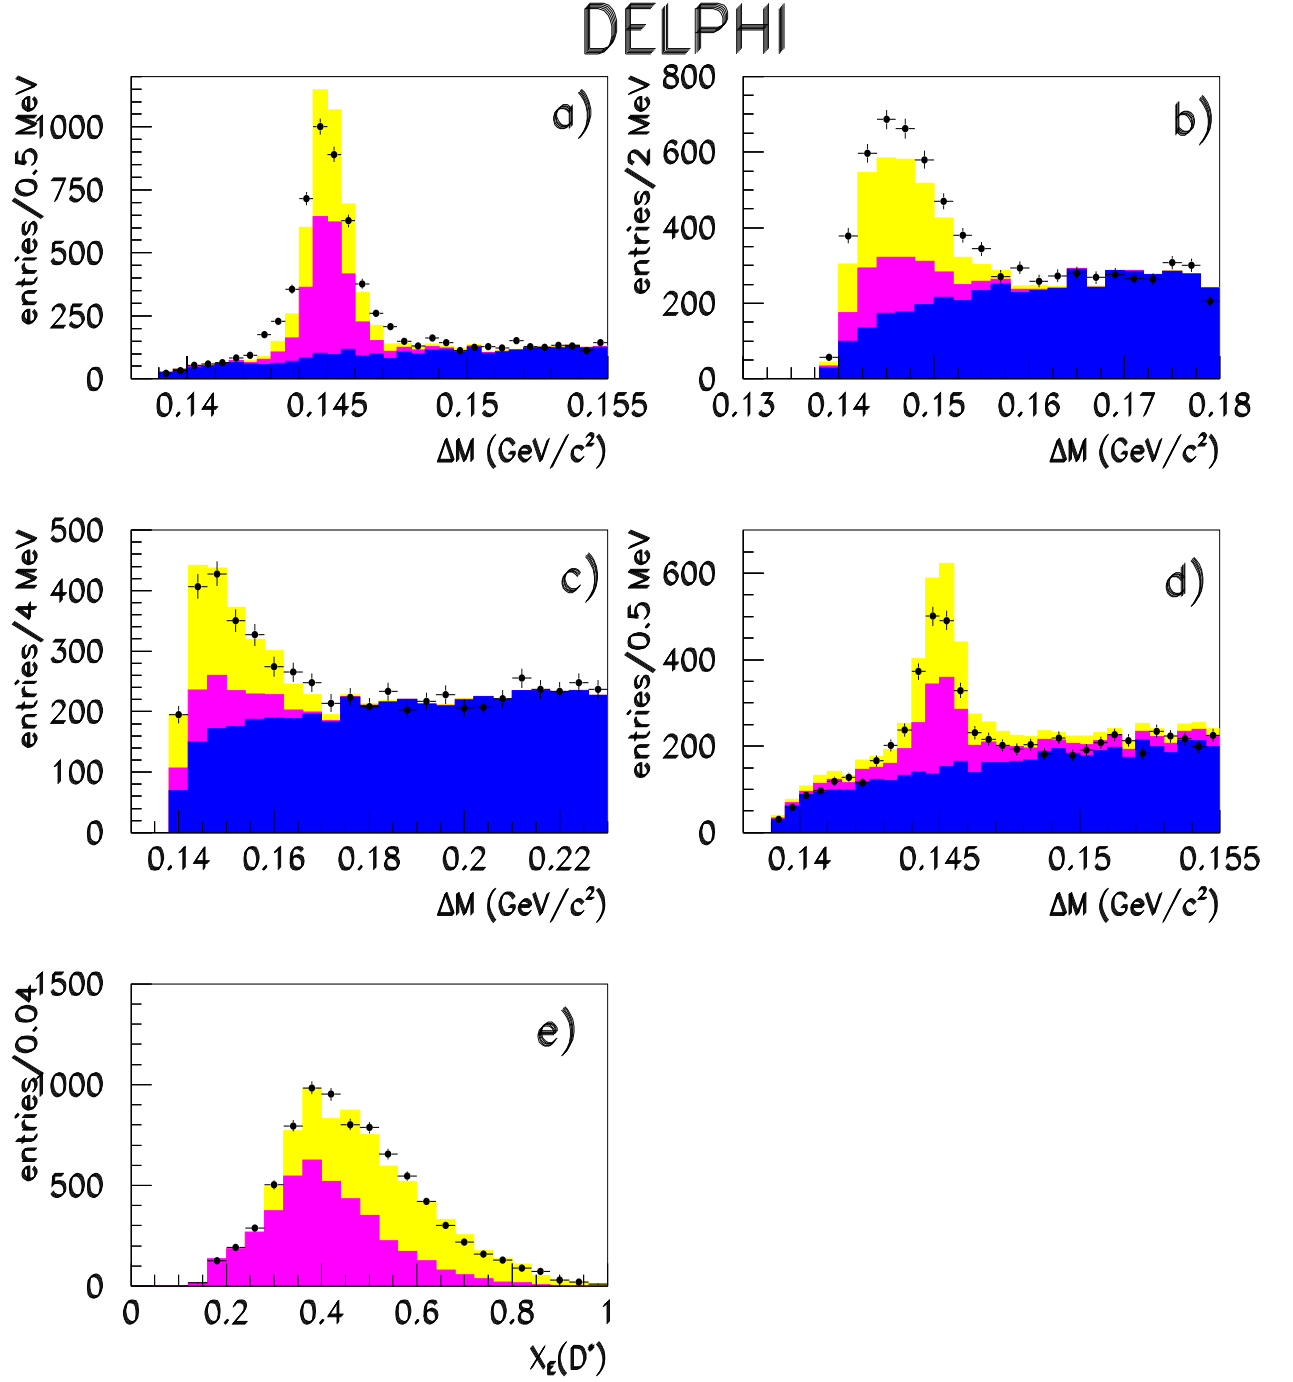 DELPHI
entries/0.5 MeV
1000
750
500
250
0
a)
0.14 0.145 0.15 0.155
ΔM (GeV/c²)
entries/2 MeV
800
600
400
200
0
b)
0.13 0.14 0.15 0.16 0.17 0.18
ΔM (GeV/c²)
entries/4 MeV
500
400
300
200
100
0
c)
0.14 0.16 0.18 0.2 0.22
ΔM (GeV/c²)
entries/0.5 MeV
600
400
200
0
d)
0.14 0.145 0.15 0.155
ΔM (GeV/c²)
entries/0.04
1500
1000
500
0
e)
0 0.2 0.4 0.6 0.8 1
X_E(D*)